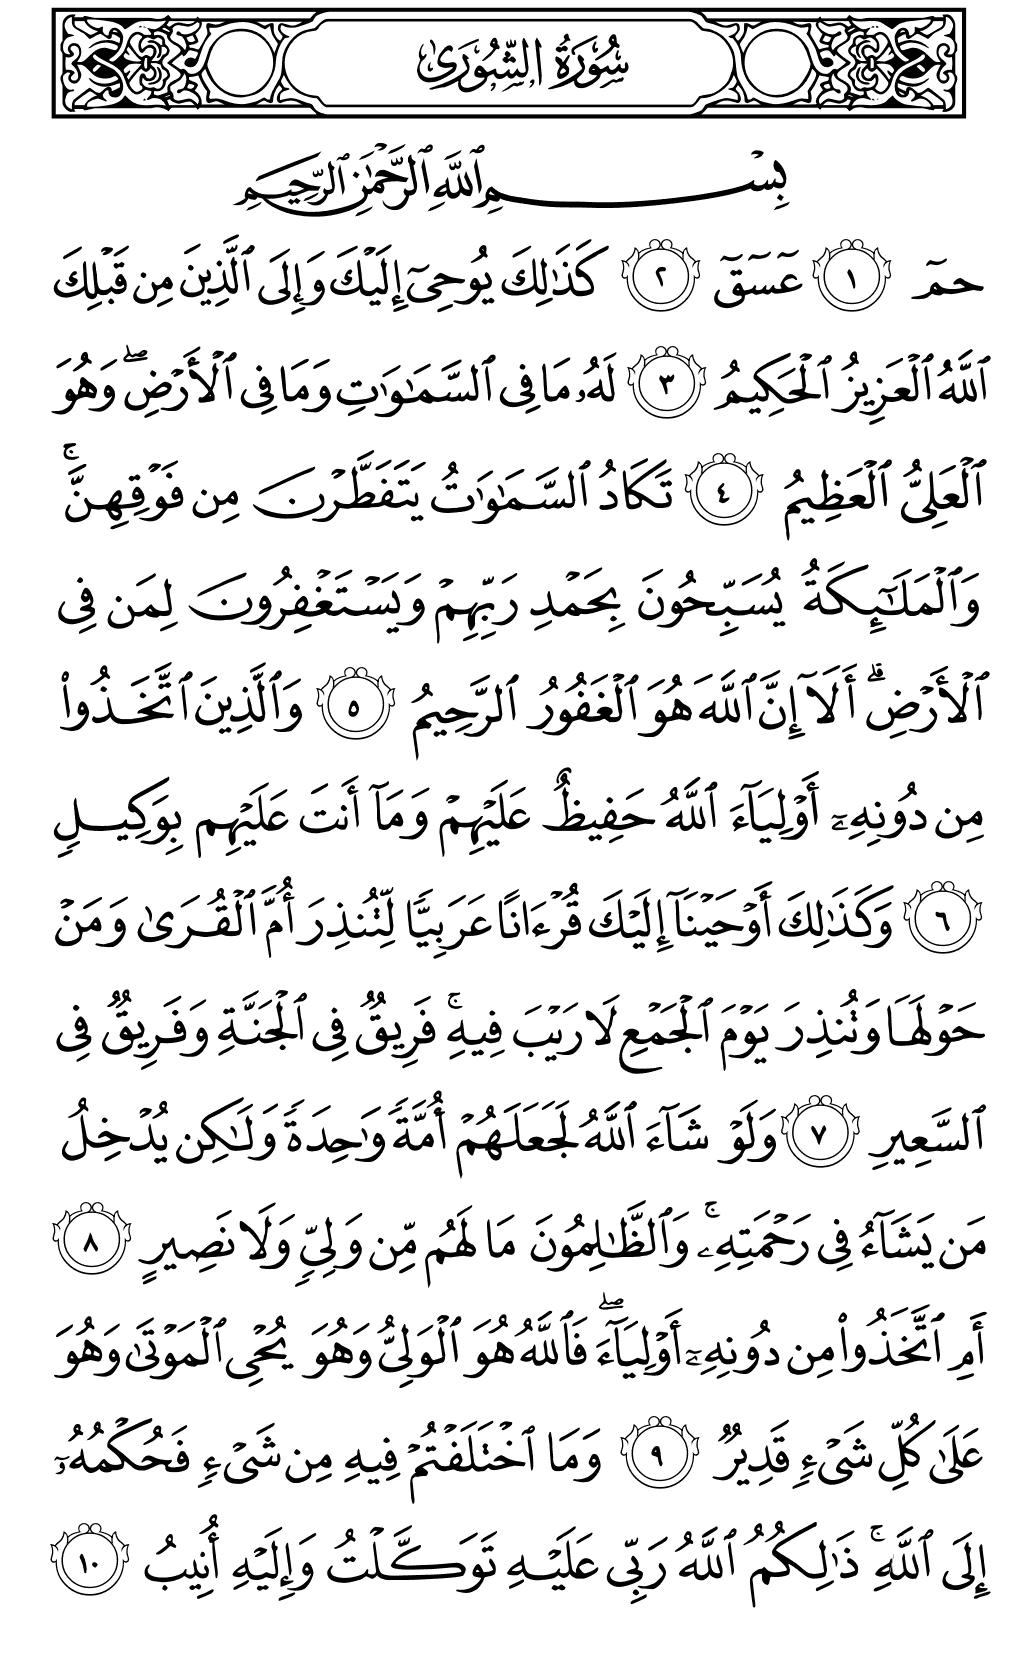 سُورَةُ الشُّورَىٰ
بِسْمِ ٱللَّهِ ٱلرَّحْمَٰنِ ٱلرَّحِيمِ
حمٓ ١ عٓسٓقٓ ٢ كَذَٰلِكَ يُوحِىٓ إِلَيْكَ وَإِلَى ٱلَّذِينَ مِن قَبْلِكَ
ٱللَّهُ ٱلْعَزِيزُ ٱلْحَكِيمُ ٣ لَهُۥ مَا فِى ٱلسَّمَٰوَٰتِ وَمَا فِى ٱلْأَرْضِ ۖ وَهُوَ
ٱلْعَلِىُّ ٱلْعَظِيمُ ٤ تَكَادُ ٱلسَّمَٰوَٰتُ يَتَفَطَّرْنَ مِن فَوْقِهِنَّ ۚ
وَٱلْمَلَٰٓئِكَةُ يُسَبِّحُونَ بِحَمْدِ رَبِّهِمْ وَيَسْتَغْفِرُونَ لِمَن فِى
ٱلْأَرْضِ ۗ أَلَآ إِنَّ ٱللَّهَ هُوَ ٱلْغَفُورُ ٱلرَّحِيمُ ٥ وَٱلَّذِينَ ٱتَّخَذُوا۟
مِن دُونِهِۦٓ أَوْلِيَآءَ ٱللَّهُ حَفِيظٌ عَلَيْهِمْ وَمَآ أَنتَ عَلَيْهِم بِوَكِيلٍ
٦ وَكَذَٰلِكَ أَوْحَيْنَآ إِلَيْكَ قُرْءَانًا عَرَبِيًّا لِّتُنذِرَ أُمَّ ٱلْقُرَىٰ وَمَنْ
حَوْلَهَا وَتُنذِرَ يَوْمَ ٱلْجَمْعِ لَا رَيْبَ فِيهِ ۚ فَرِيقٌ فِى ٱلْجَنَّةِ وَفَرِيقٌ فِى
ٱلسَّعِيرِ ٧ وَلَوْ شَآءَ ٱللَّهُ لَجَعَلَهُمْ أُمَّةً وَٰحِدَةً وَلَٰكِن يُدْخِلُ
مَن يَشَآءُ فِى رَحْمَتِهِۦ ۚ وَٱلظَّٰلِمُونَ مَا لَهُم مِّن وَلِىٍّ وَلَا نَصِيرٍ ٨
أَمِ ٱتَّخَذُوا۟ مِن دُونِهِۦٓ أَوْلِيَآءَ ۖ فَٱللَّهُ هُوَ ٱلْوَلِىُّ وَهُوَ يُحْىِ ٱلْمَوْتَىٰ وَهُوَ
عَلَىٰ كُلِّ شَىْءٍ قَدِيرٌ ٩ وَمَا ٱخْتَلَفْتُمْ فِيهِ مِن شَىْءٍ فَحُكْمُهُۥٓ
إِلَى ٱللَّهِ ۚ ذَٰلِكُمُ ٱللَّهُ رَبِّى عَلَيْهِ تَوَكَّلْتُ وَإِلَيْهِ أُنِيبُ ١٠